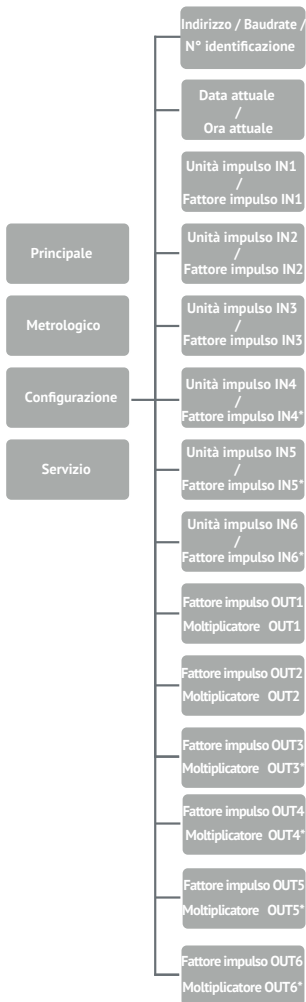 Indirizzo / Baudrate /
N° identificazione
Data attuale
/
Ora attuale
Unità impulso IN1
/
Fattore impulso IN1
Unità impulso IN2
/
Fattore impulso IN2
Unità impulso IN3
/
Fattore impulso IN3
Unità impulso IN4
/
Fattore impulso IN4*
Unità impulso IN5
/
Fattore impulso IN5*
Unità impulso IN6
/
Fattore impulso IN6*
Fattore impulso OUT1
Moltiplicatore OUT1
Fattore impulso OUT2
Moltiplicatore OUT2
Fattore impulso OUT3
Moltiplicatore OUT3*
Fattore impulso OUT4
Moltiplicatore OUT4*
Fattore impulso OUT5
Moltiplicatore OUT5*
Fattore impulso OUT6
Moltiplicatore OUT6*
Principale
Metrologico
Configurazione
Servizio